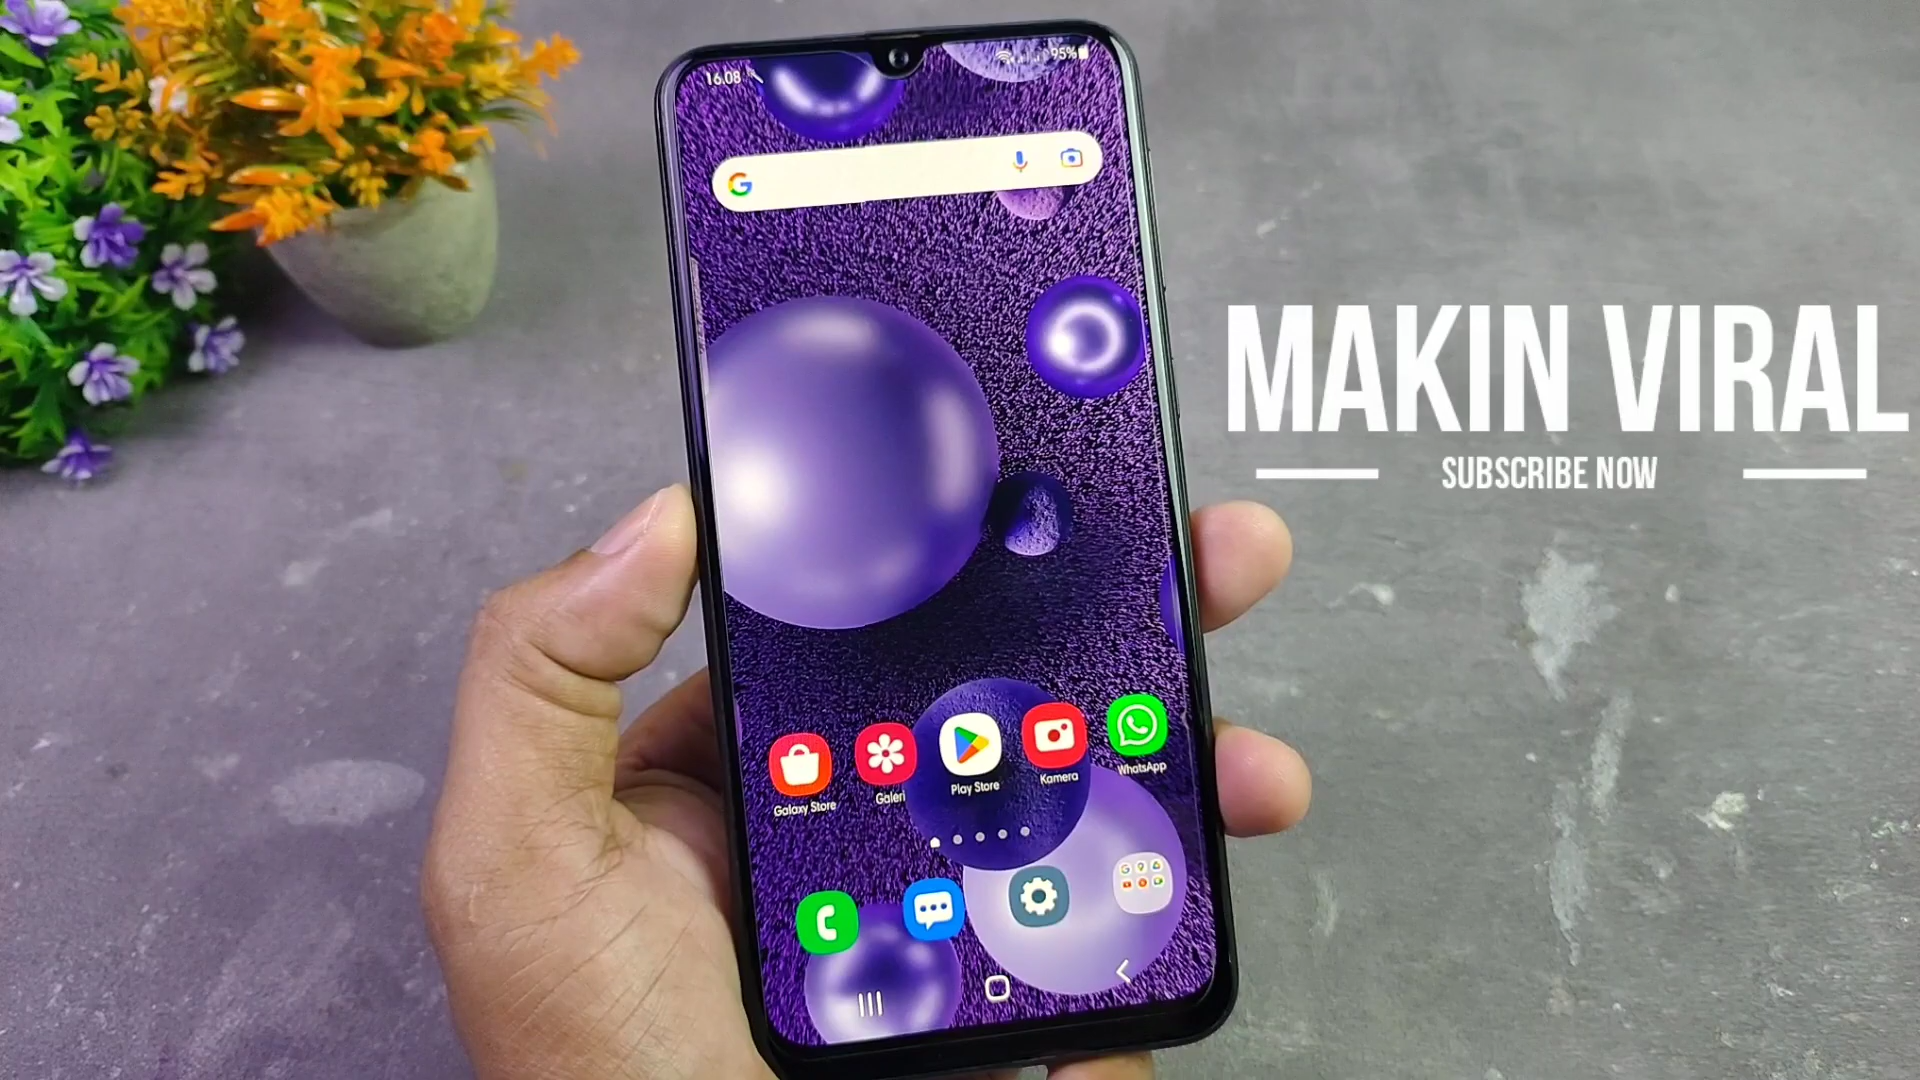 16.08
95%
MAKIN VIRAL
SUBSCRIBE NOW
Galaxy Store
Galeri
Play Store
Kamera
WhatsApp